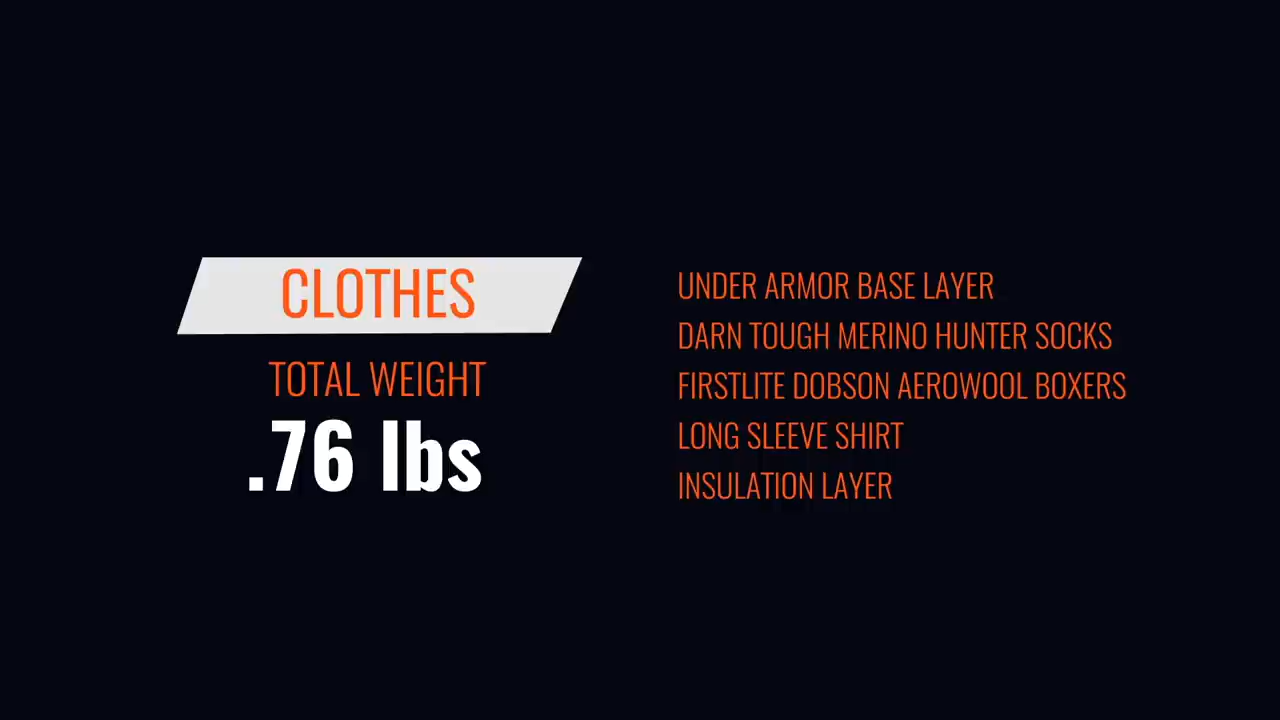 CLOTHES
TOTAL WEIGHT
.76 lbs
UNDER ARMOR BASE LAYER
DARN TOUGH MERINO HUNTER SOCKS
FIRSTLITE DOBSON AEROWOOL BOXERS
LONG SLEEVE SHIRT
INSULATION LAYER